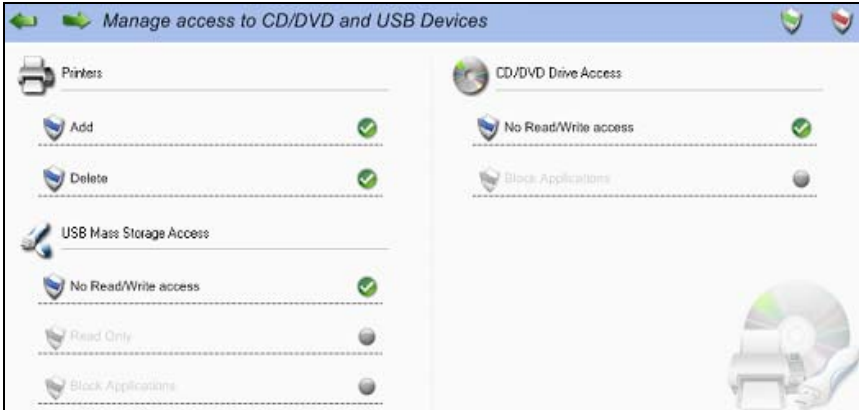 Manage access to CD/DVD and USB Devices
Printers
Add
Delete
USB Mass Storage Access
No Read/Write access
Read Only
Block Applications
CD/DVD Drive Access
No Read/Write access
Block Applications